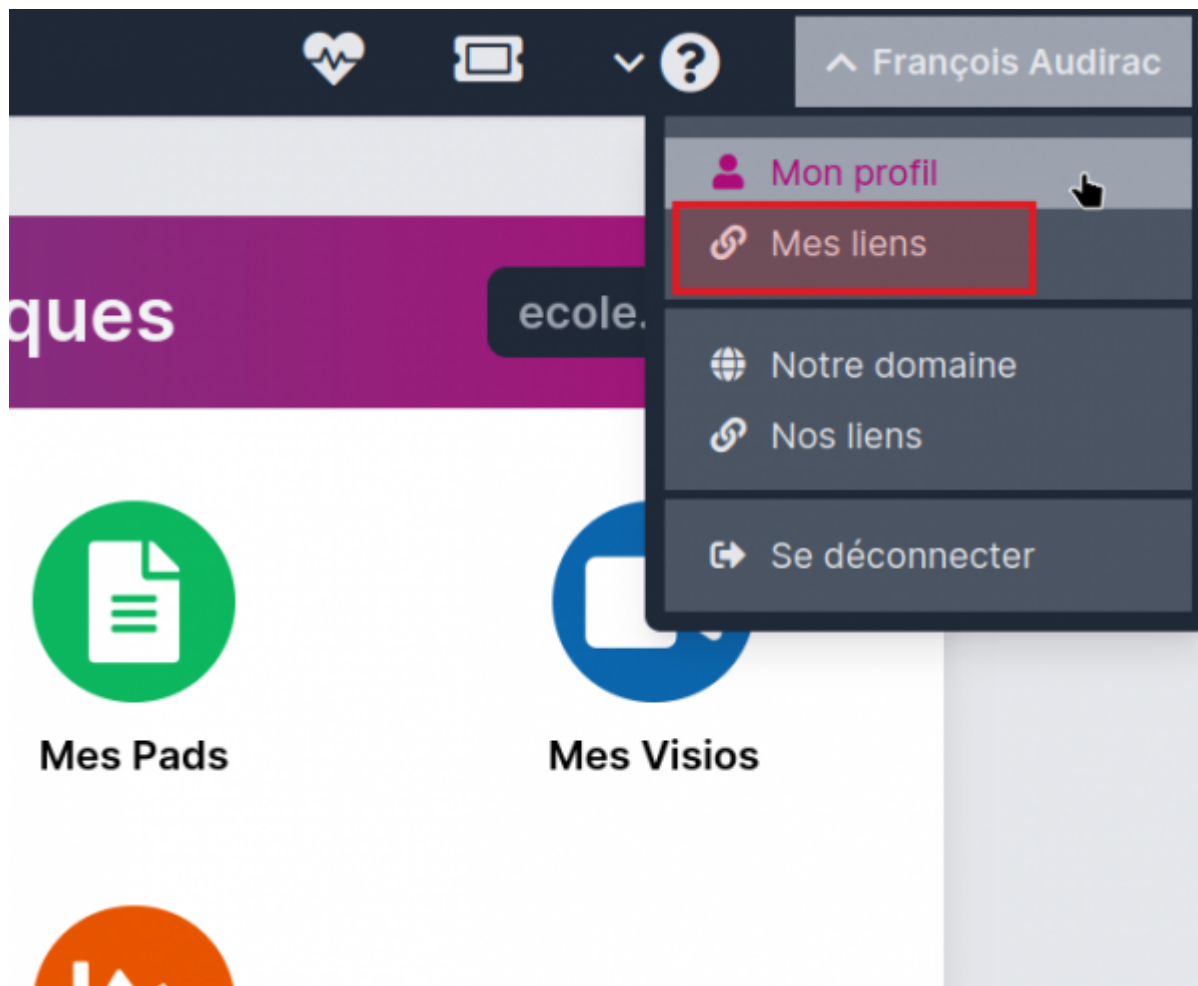 François Audirac
Mon profil
Mes liens
ques
ecole.
Notre domaine
Nos liens
Se déconnecter
Mes Pads
Mes Visios